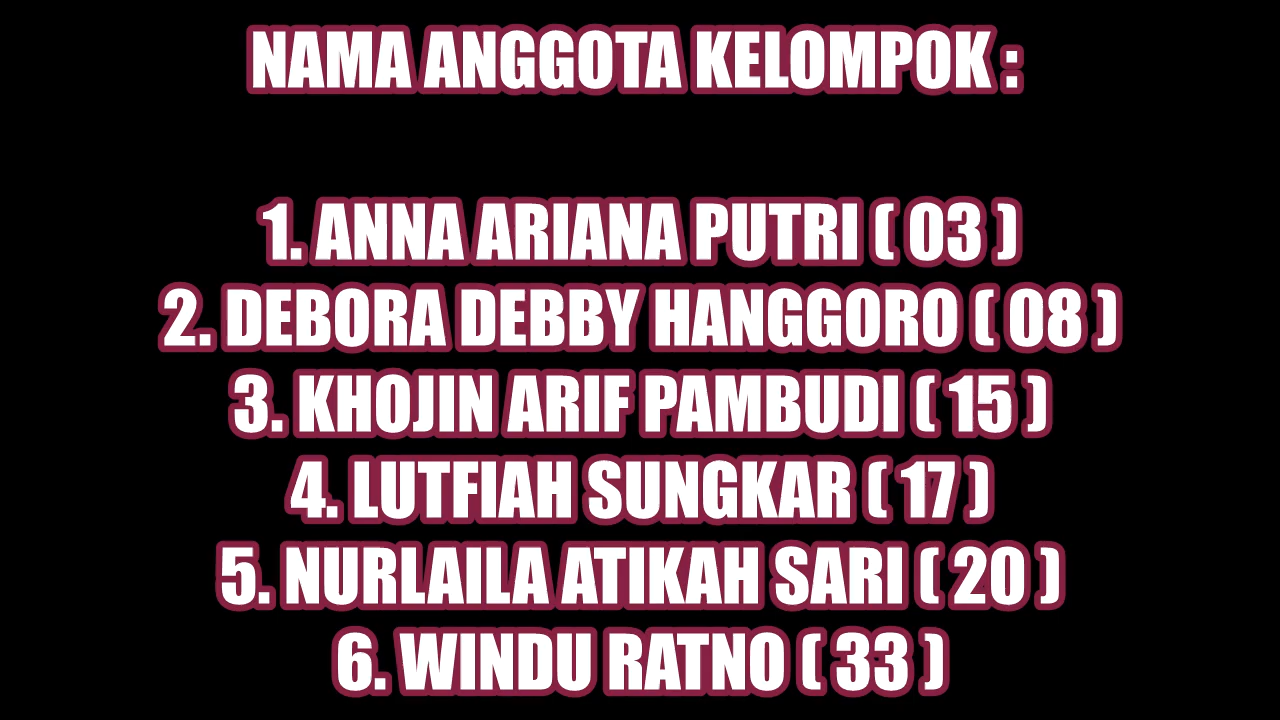 NAMA ANGGOTA KELOMPOK :
1. ANNA ARIANA PUTRI ( 03 )
2. DEBORA DEBBY HANGGORO ( 08 )
3. KHOJIN ARIF PAMBUDI ( 15 )
4. LUTFIAH SUNGKAR ( 17 )
5. NURLAILA ATIKAH SARI ( 20 )
6. WINDU RATNO ( 33 )